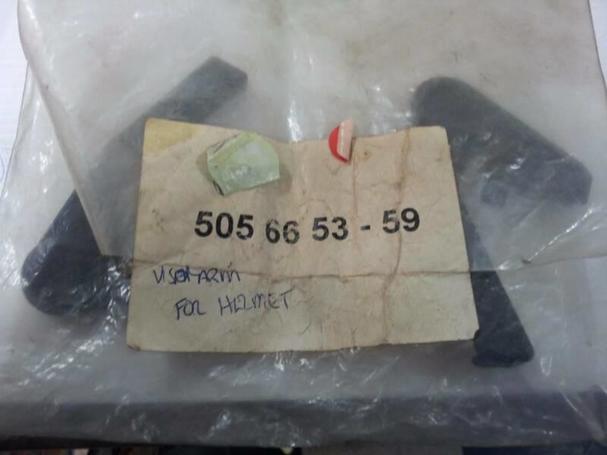 505 66 53 - 59
VISOR ARM
FOR HELMET